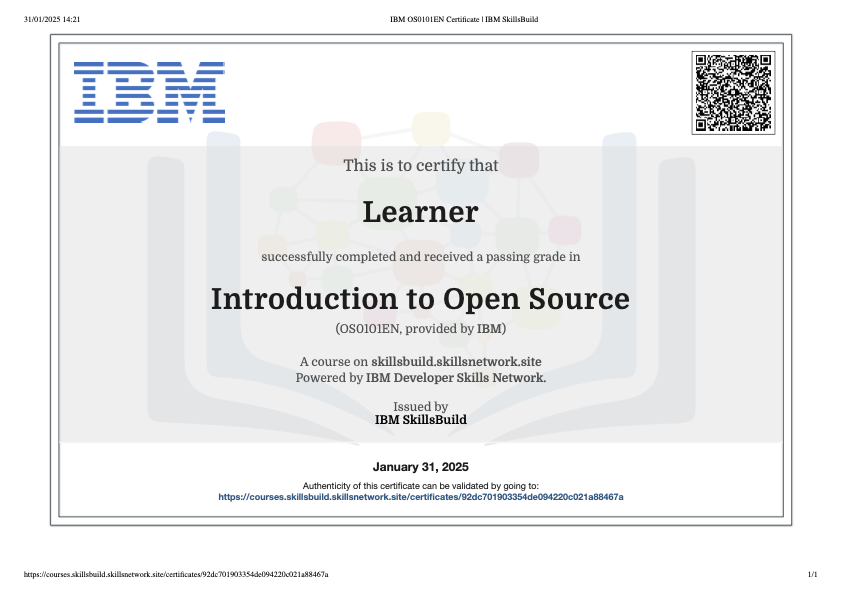 31/01/2025 14:21
IBM OS0101EN Certificate | IBM SkillsBuild
IBM
This is to certify that
Learner
successfully completed and received a passing grade in
Introduction to Open Source
(OS0101EN, provided by IBM)
A course on skillsbuild.skillsnetwork.site
Powered by IBM Developer Skills Network.
Issued by
IBM SkillsBuild
January 31, 2025
Authenticity of this certificate can be validated by going to:
https://courses.skillsbuild.skillsnetwork.site/certificates/92dc701903354de094220c021a88467a
https://courses.skillsbuild.skillsnetwork.site/certificates/92dc701903354de094220c021a88467a
1/1